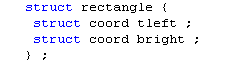 struct rectangle {
struct coord tleft ;
struct coord bright ;
} ;